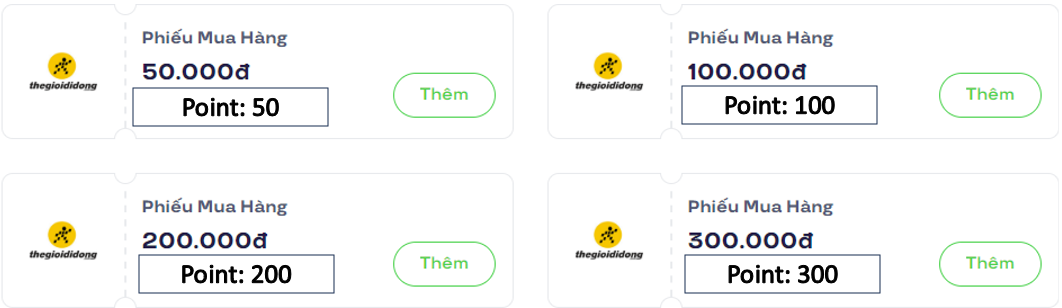 Phiếu Mua Hàng
50.000đ
thegioididong
Point: 50
Thêm
Phiếu Mua Hàng
100.000đ
thegioididong
Point: 100
Thêm
Phiếu Mua Hàng
200.000đ
thegioididong
Point: 200
Thêm
Phiếu Mua Hàng
300.000đ
thegioididong
Point: 300
Thêm